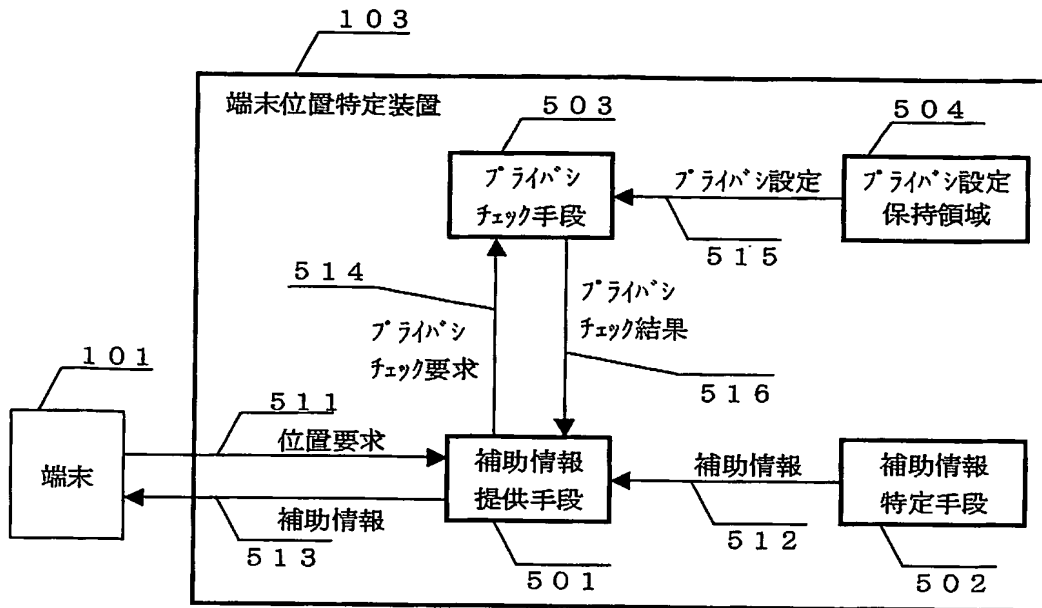 103
端末位置特定装置
503
504
プライバシ
チェック手段
プライバシ設定
プライバシ設定
保持領域
515
514
プライバシ
チェック要求
プライバシ
チェック結果
516
101
端末
511
位置要求
補助情報
513
補助情報
提供手段
501
補助情報
512
補助情報
特定手段
502